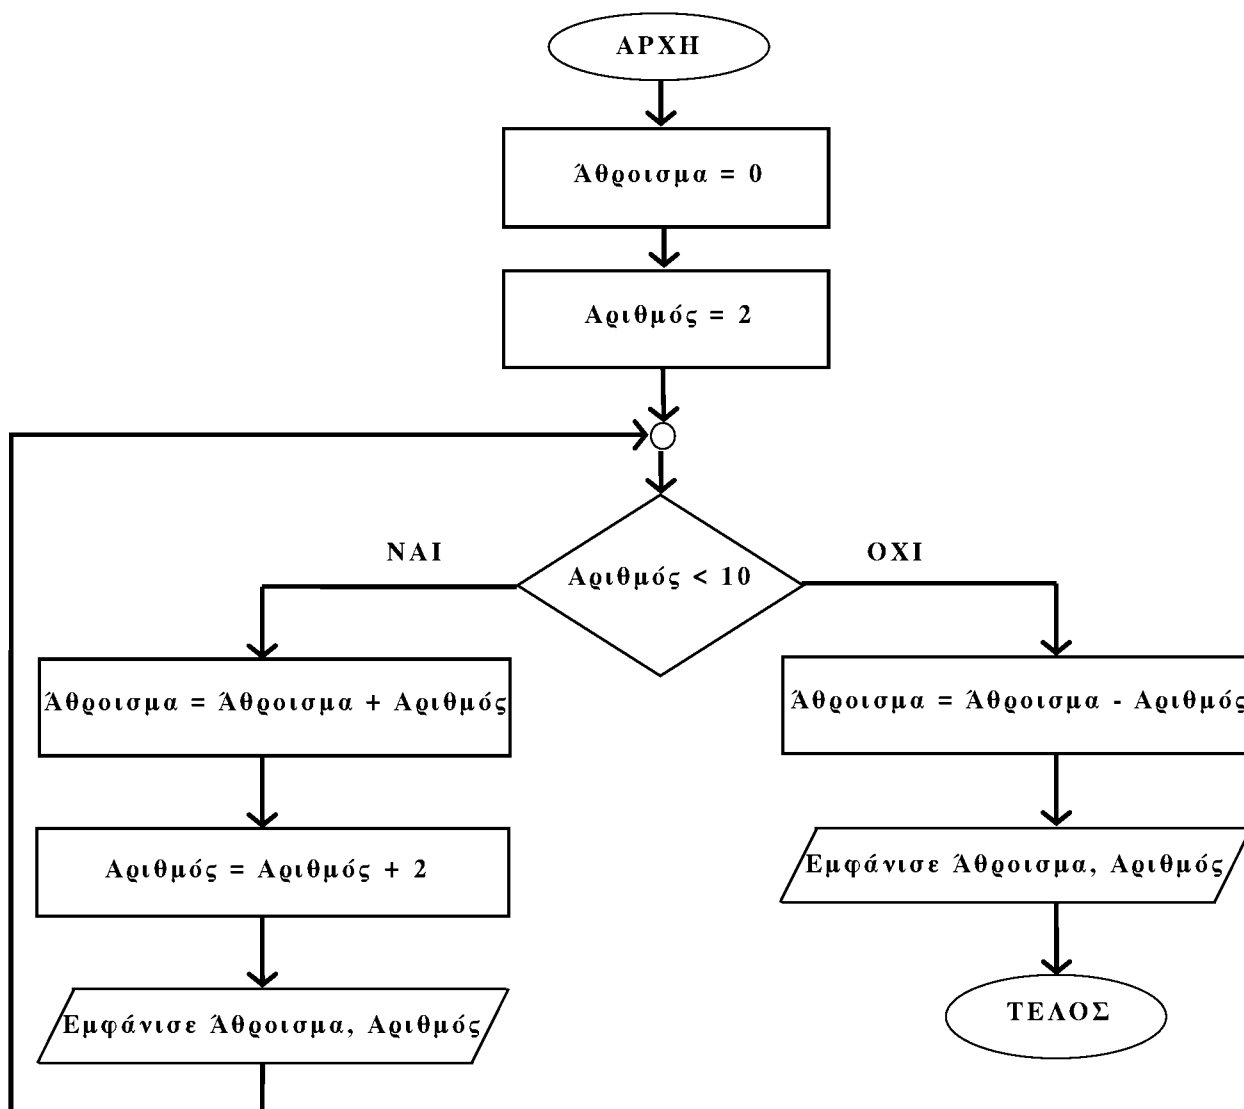 ΑΡΧΗ
Άθροισμα = 0
Αριθμός = 2
ΝΑΙ
ΟΧΙ
Αριθμός < 10
Άθροισμα = Άθροισμα + Αριθμός
Άθροισμα = Άθροισμα - Αριθμός
Αριθμός = Αριθμός + 2
Εμφάνισε Άθροισμα, Αριθμός
Εμφάνισε Άθροισμα, Αριθμός
ΤΕΛΟΣ